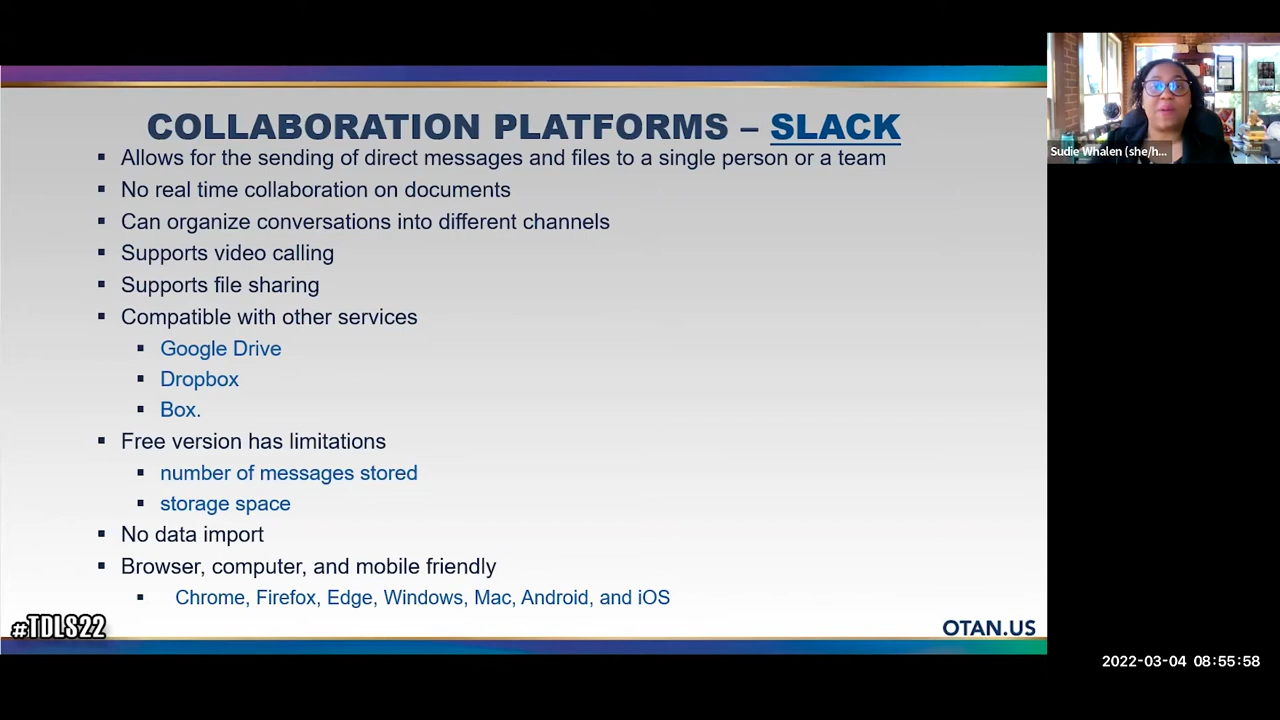 COLLABORATION PLATFORMS – SLACK
▪ Allows for the sending of direct messages and files to a single person or a team
▪ No real time collaboration on documents
▪ Can organize conversations into different channels
▪ Supports video calling
▪ Supports file sharing
▪ Compatible with other services
▪ Google Drive
▪ Dropbox
▪ Box.
▪ Free version has limitations
▪ number of messages stored
▪ storage space
▪ No data import
▪ Browser, computer, and mobile friendly
▪ Chrome, Firefox, Edge, Windows, Mac, Android, and iOS
#TDLS22
OTAN.US
Sudie Whalen (she/h...
2022-03-04 08:55:58